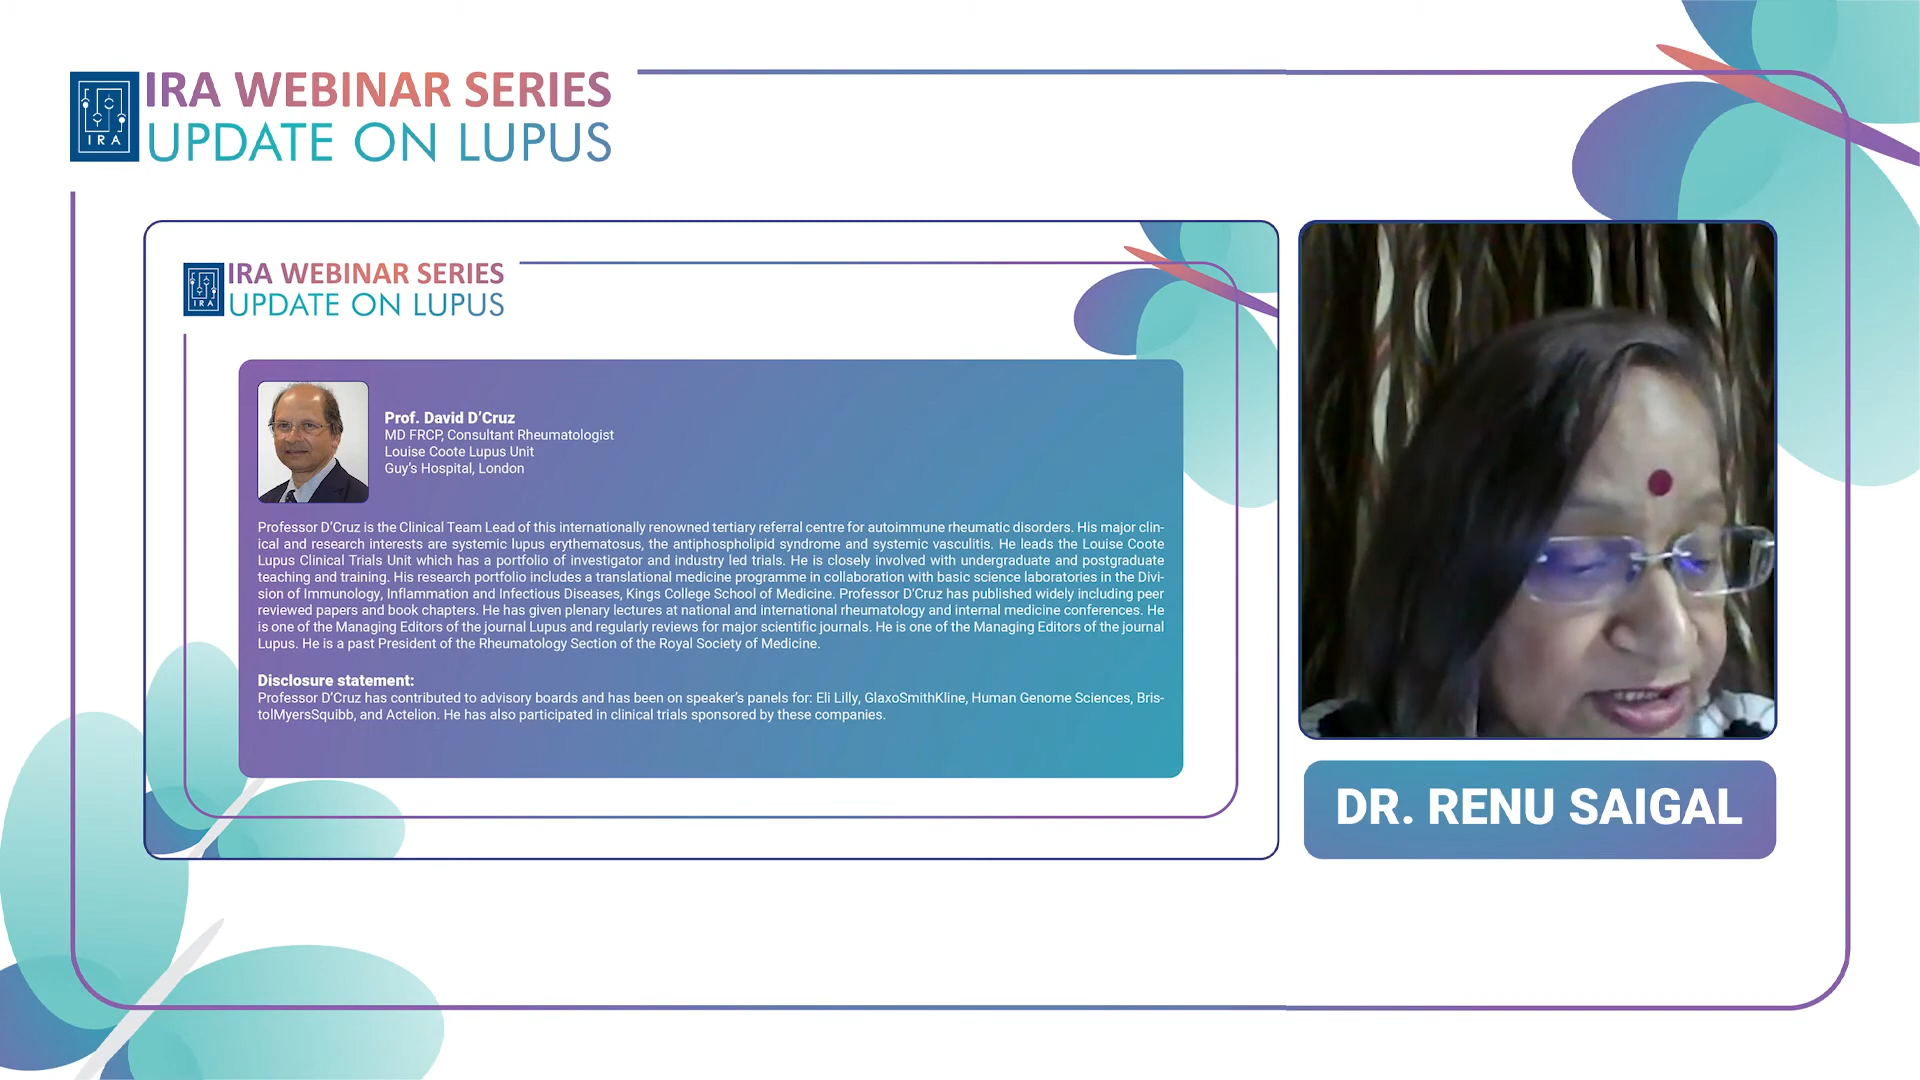 IRA WEBINAR SERIES
UPDATE ON LUPUS
IRA
IRA WEBINAR SERIES
UPDATE ON LUPUS
IRA
Prof. David D'Cruz
MD FRCP, Consultant Rheumatologist
Louise Coote Lupus Unit
Guy's Hospital, London
Professor D'Cruz is the Clinical Team Lead of this internationally renowned tertiary referral centre for autoimmune rheumatic disorders. His major clin-
ical and research interests are systemic lupus erythematosus, the antiphospholipid syndrome and systemic vasculitis. He leads the Louise Coote
Lupus Clinical Trials Unit which has a portfolio of investigator and industry led trials. He is closely involved with undergraduate and postgraduate
teaching and training. His research portfolio includes a translational medicine programme in collaboration with basic science laboratories in the Divi-
sion of Immunology, Inflammation and Infectious Diseases, Kings College School of Medicine. Professor D'Cruz has published widely including peer
reviewed papers and book chapters. He has given plenary lectures at national and international rheumatology and internal medicine conferences. He
is one of the Managing Editors of the journal Lupus and regularly reviews for major scientific journals. He is one of the Managing Editors of the journal
Lupus. He is a past President of the Rheumatology Section of the Royal Society of Medicine.
Disclosure statement:
Professor D'Cruz has contributed to advisory boards and has been on speaker's panels for: Eli Lilly, GlaxoSmithKline, Human Genome Sciences, Bris-
tolMyersSquibb, and Actelion. He has also participated in clinical trials sponsored by these companies.
DR. RENU SAIGAL